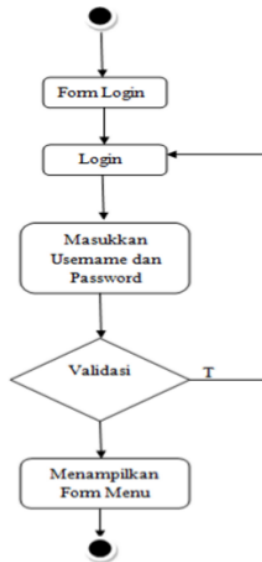 Form Login
Login
Masukkan
Username dan
Password
Validasi
T
Menampilkan
Form Menu